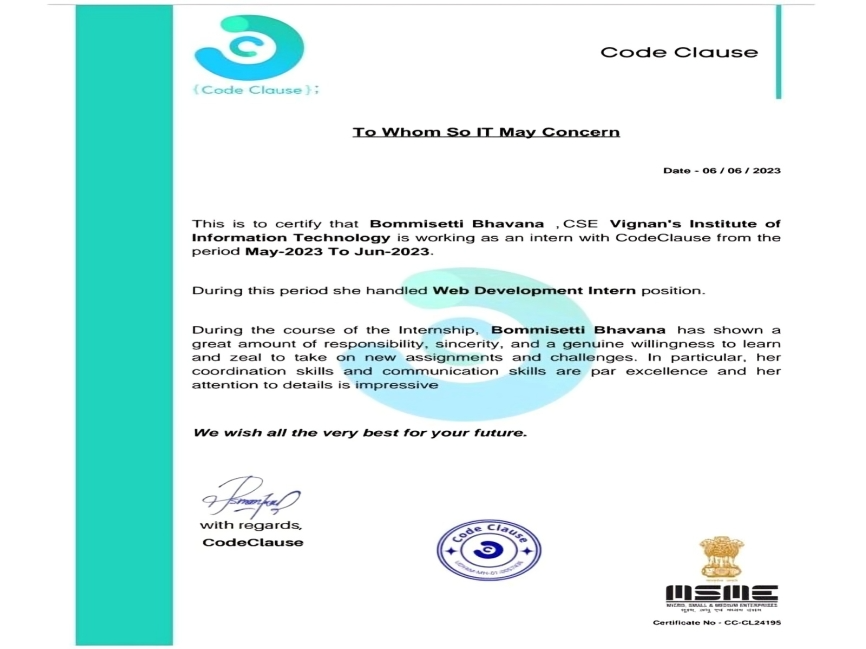 {Code Clause};
Code Clause
To Whom So IT May Concern
Date - 06 / 06 / 2023
This is to certify that Bommisetti Bhavana , CSE Vignan's Institute of
Information Technology is working as an intern with CodeClause from the
period May-2023 To Jun-2023.
During this period she handled Web Development Intern position.
During the course of the Internship, Bommisetti Bhavana has shown a
great amount of responsibility, sincerity, and a genuine willingness to learn
and zeal to take on new assignments and challenges. In particular, her
coordination skills and communication skills are par excellence and her
attention to details is impressive
We wish all the very best for your future.
with regards,
CodeClause
Code Clause
MSME
MICRO, SMALL & MEDIUM ENTERPRISES
सूक्ष्म, लघु एवं मध्यम उद्यम
Certificate No - CC-CL24195